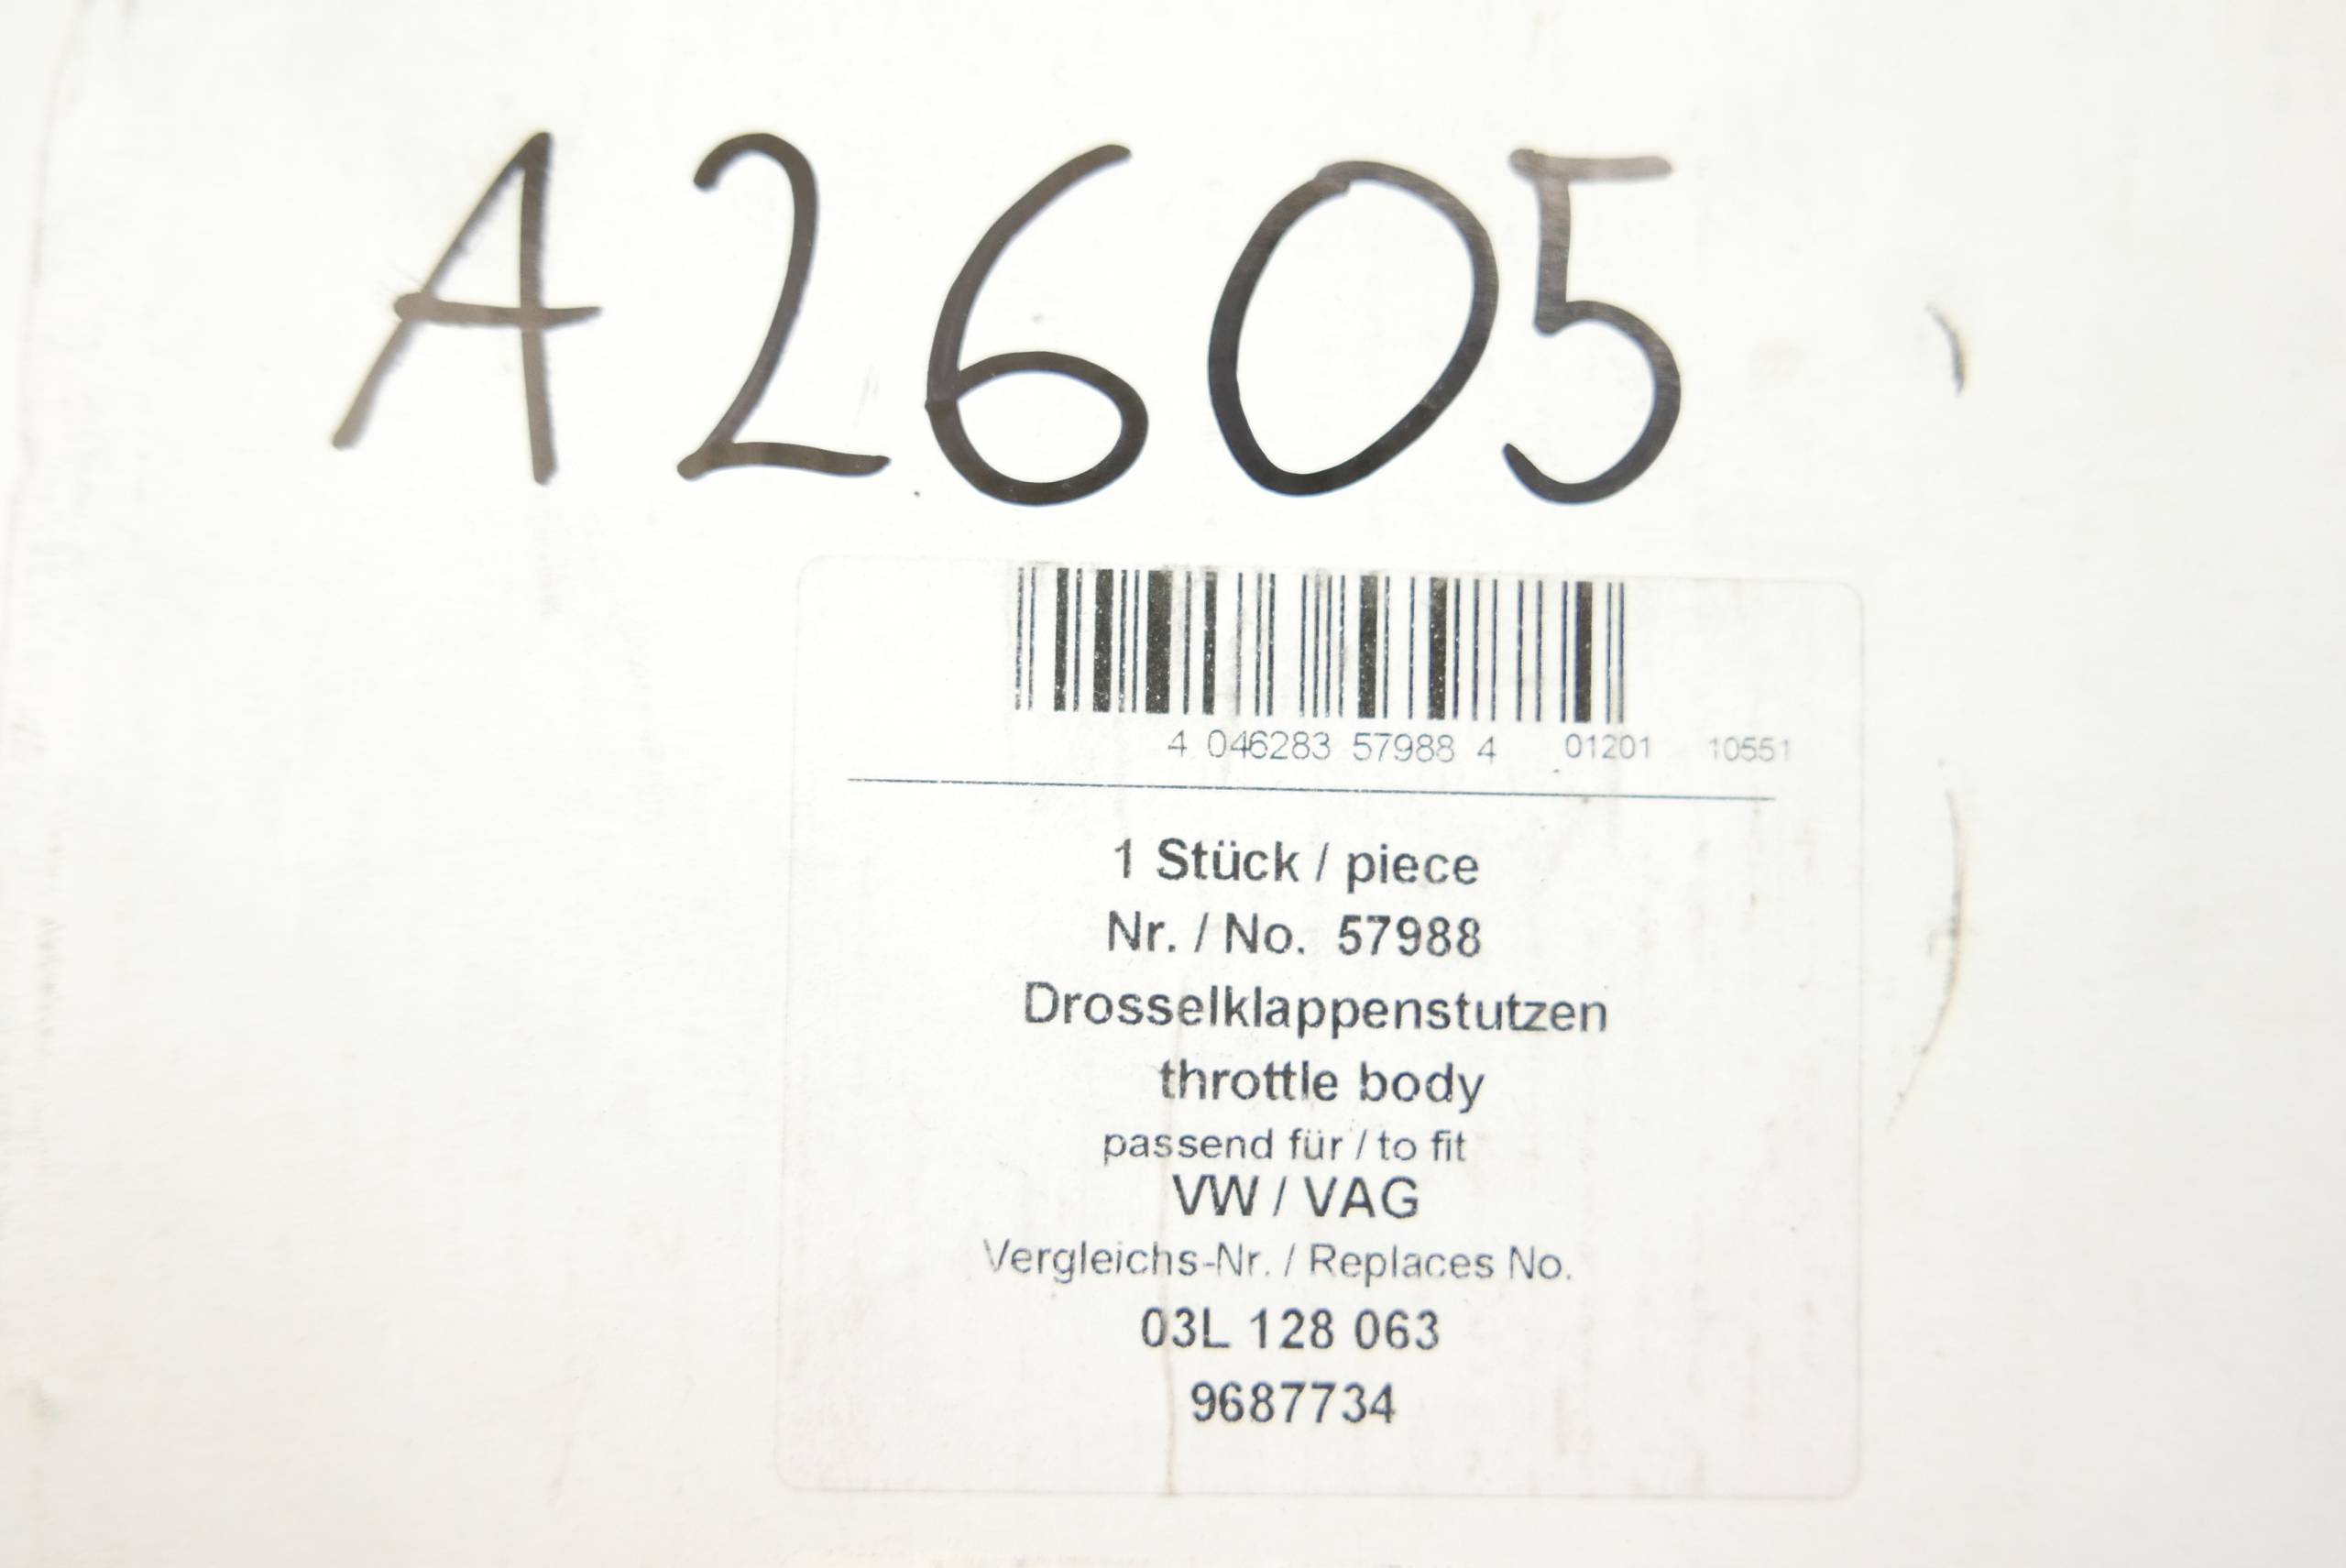 A2605
4 046283 57988 4 01201 10551
1 Stück / piece
Nr. / No. 57988
Drosselklappenstutzen
throttle body
passend für / to fit
VW / VAG
Vergleichs-Nr. / Replaces No.
03L 128 063
9687734